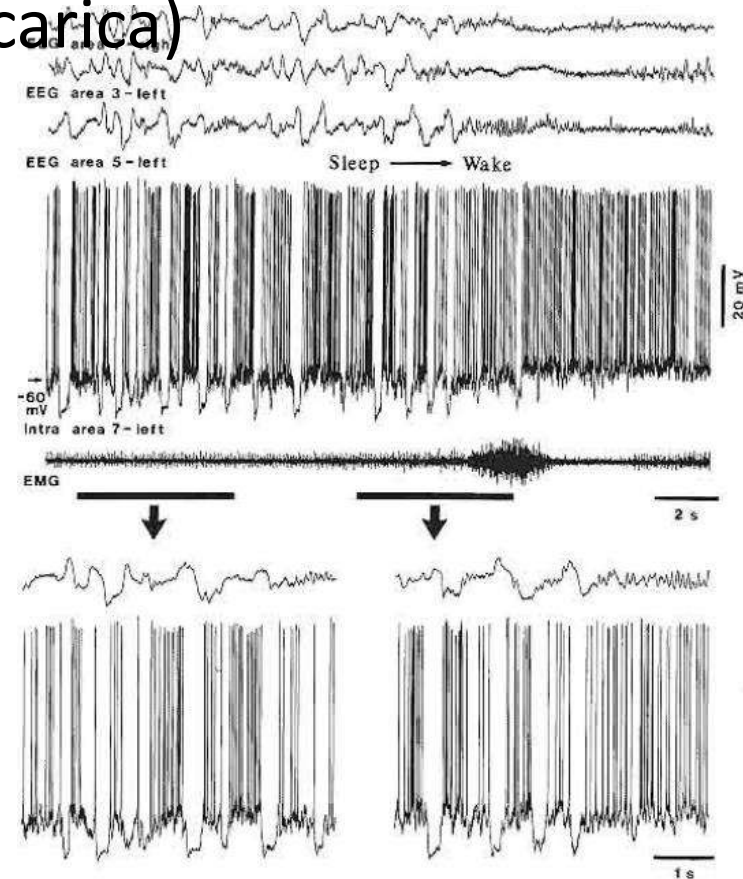 carica)
EEG area 3-left
EEG area 5-left
Sleep Wake
20 mV
-60
mV
Intra area 7-left
EMG
2 s
1 s